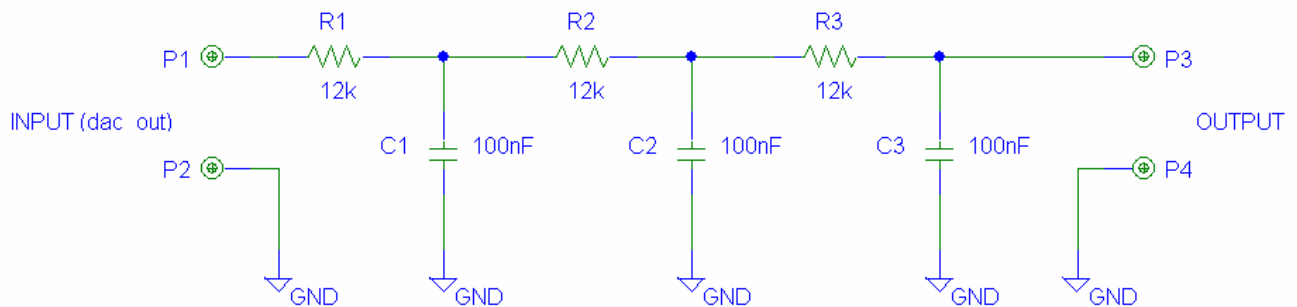 R1
R2
R3
P1
P3
12k
12k
12k
INPUT (dac out)
OUTPUT
C1
100nF
C2
100nF
C3
100nF
P2
P4
GND
GND
GND
GND
GND